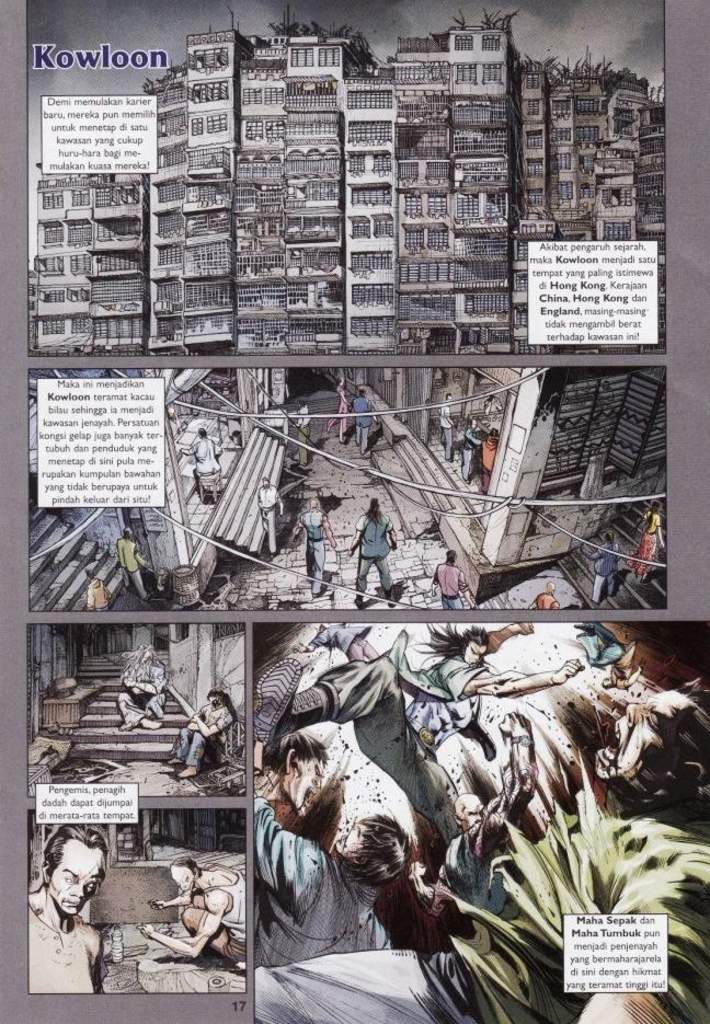 Kowloon
Demi memulakan karier
baru, mereka pun memilih
untuk menetap di satu
kawasan yang cukup
huru-hara bagi me-
mulakan kuasa mereka!
Akibat pengaruh sejarah,
maka Kowloon menjadi satu
tempat yang paling istimewa
di Hong Kong. Kerajaan
China, Hong Kong dan
England, masing-masing
tidak mengambil berat
terhadap kawasan ini!
Maka ini menjadikan
Kowloon teramat kacau
bilau sehingga ia menjadi
kawasan jenayah. Persatuan
kongsi gelap juga banyak ter-
tubuh dan penduduk yang
menetap di sini pula me-
rupakan kumpulan bawahan
yang tidak berupaya untuk
pindah keluar dari situ!
Pengemis, penagih
dadah dapat dijumpai
di merata-rata tempat.
Maha Sepak dan
Maha Tumbuk pun
menjadi penjenayah
yang bermaharajarela
di sini dengan hikmat
yang teramat tinggi itu!
17